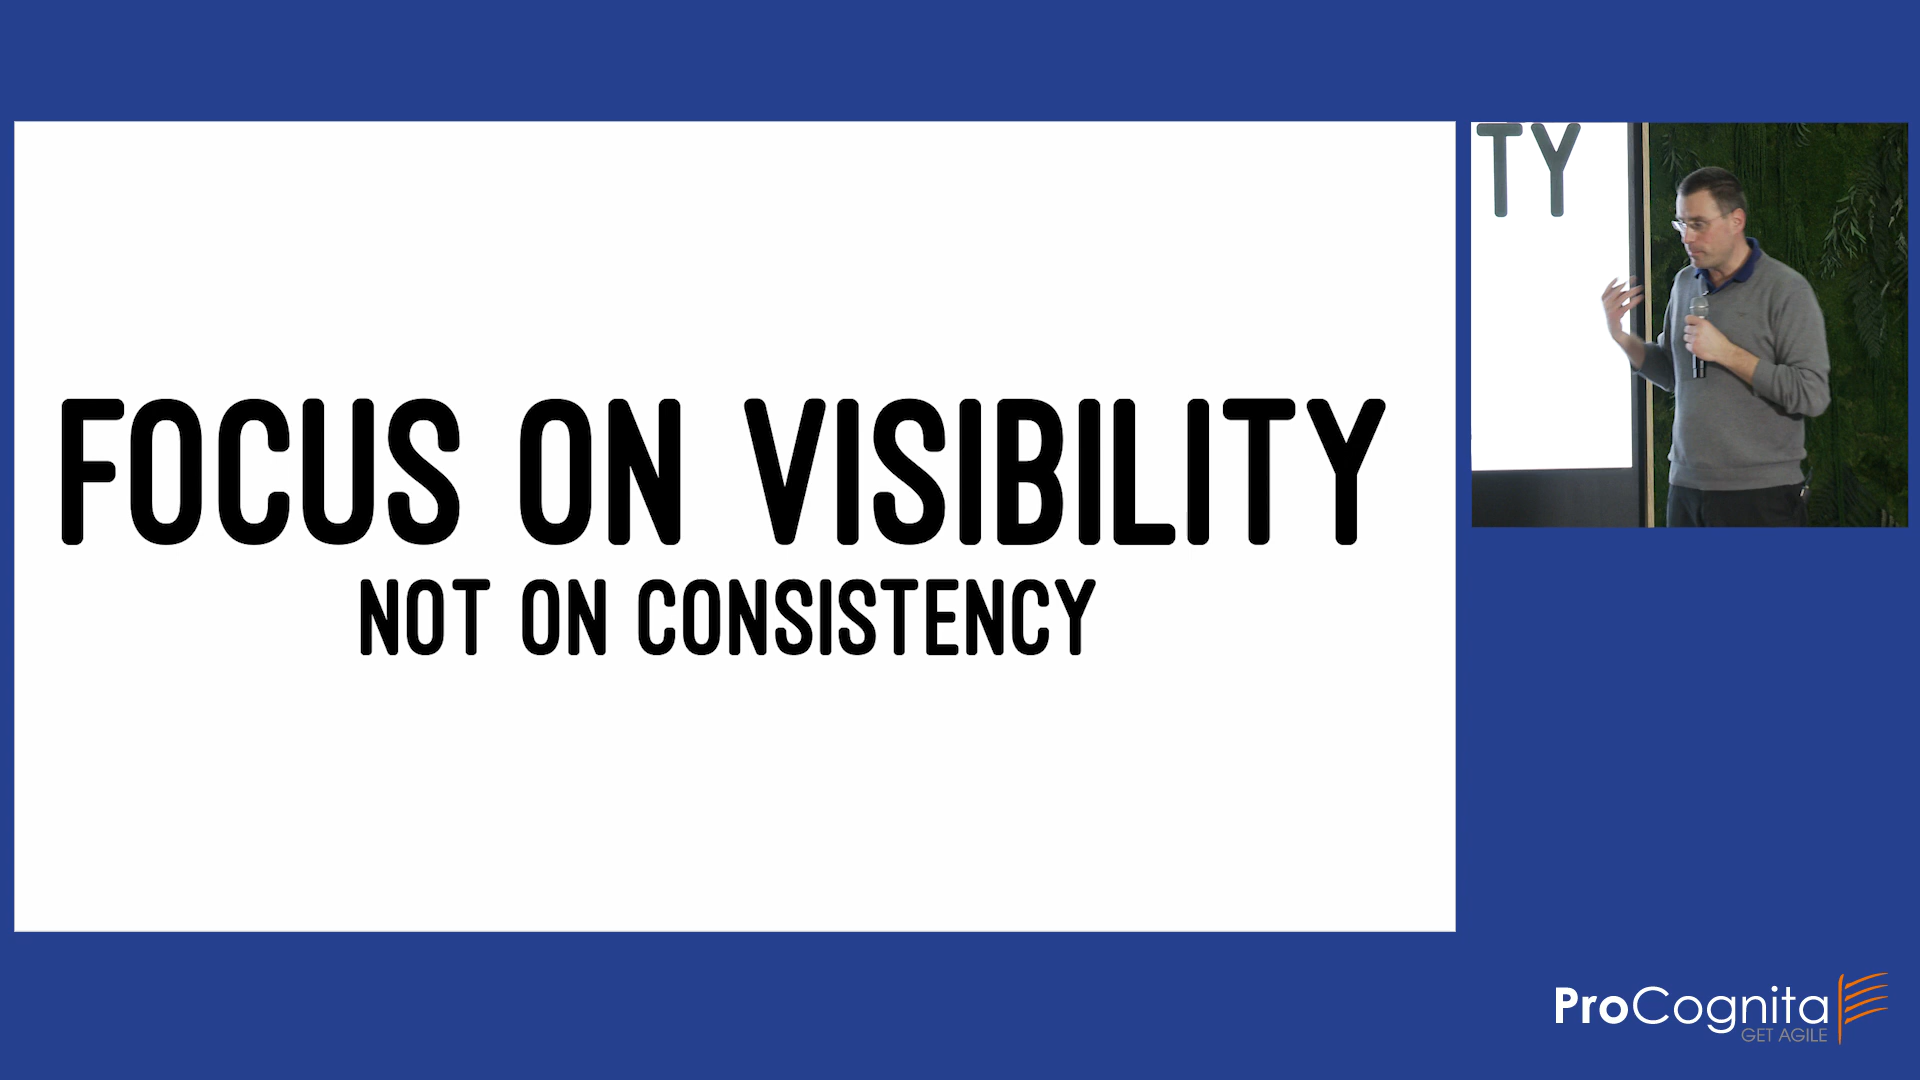 FOCUS ON VISIBILITY
NOT ON CONSISTENCY
TY
ProCognita
GET AGILE